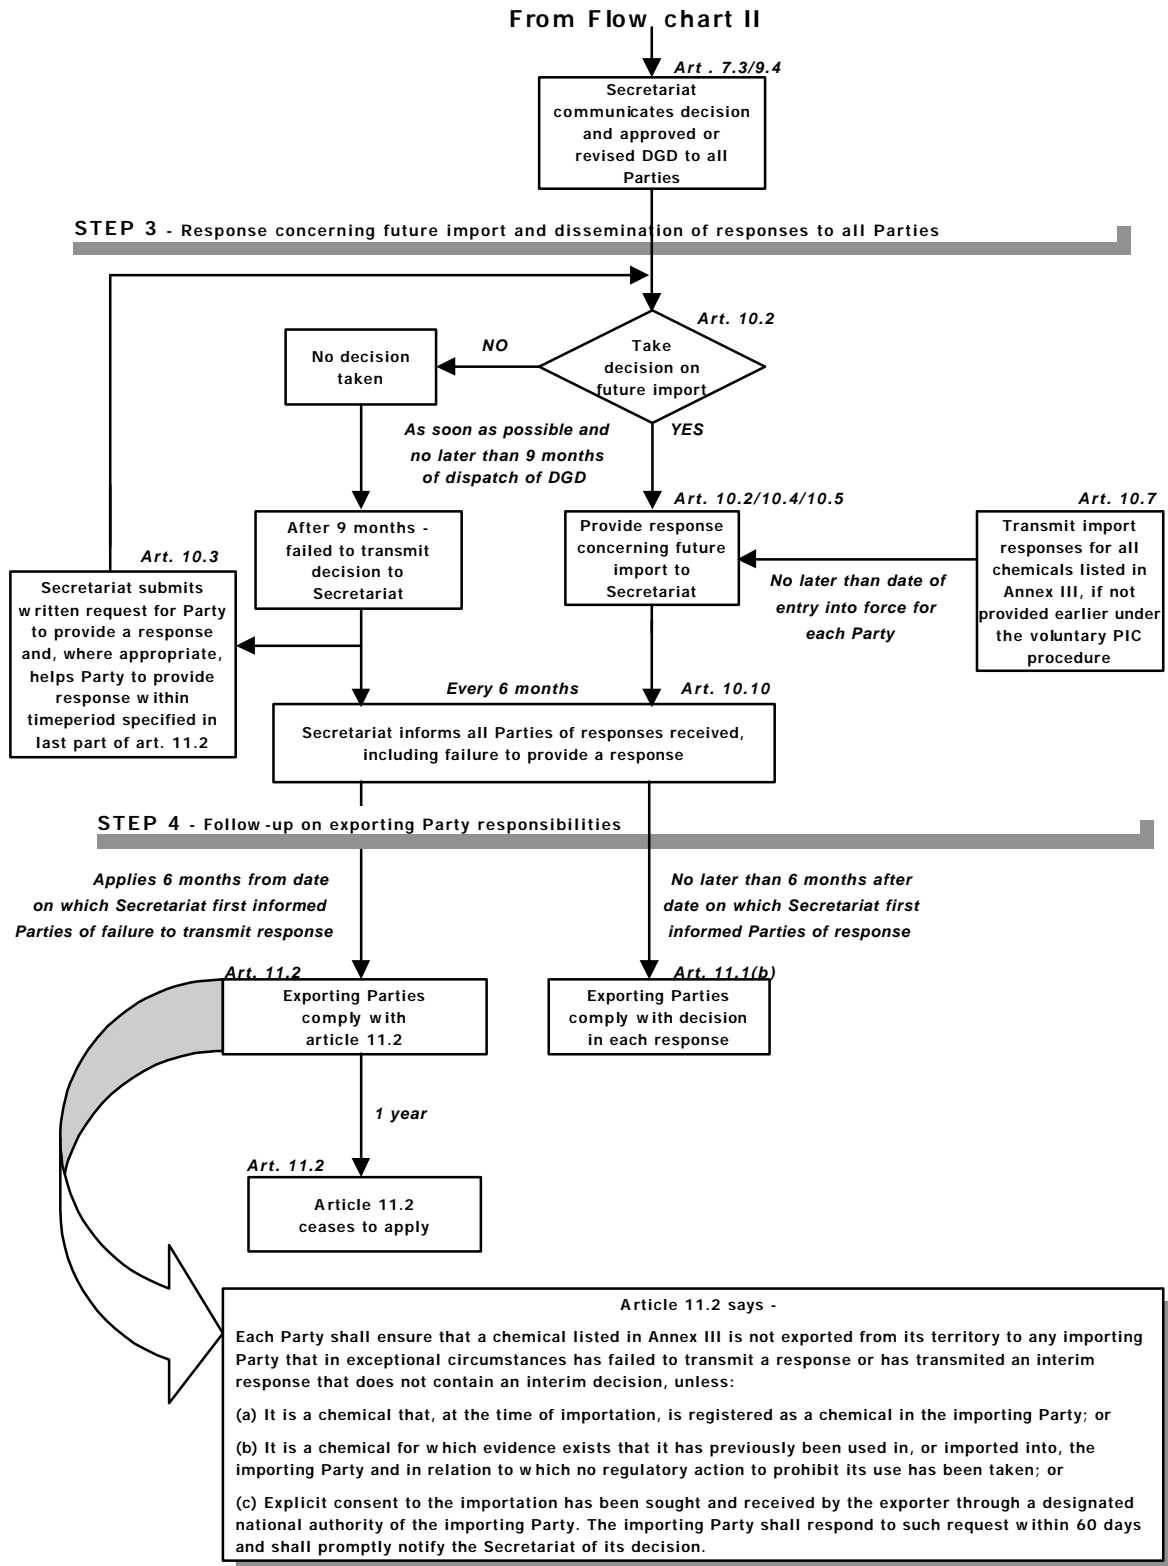 From Flow chart II
Art . 7.3/9.4
Secretariat
communicates decision
and approved or
revised DGD to all
Parties
STEP 3 - Response concerning future import and dissemination of responses to all Parties
Art. 10.2
Take
decision on
future import
NO
No decision
taken
YES
As soon as possible and
no later than 9 months
of dispatch of DGD
After 9 months -
failed to transmit
decision to
Secretariat
Art. 10.2/10.4/10.5
Provide response
concerning future
import to
Secretariat
Art. 10.7
Transmit import
responses for all
chemicals listed in
Annex III, if not
provided earlier under
the voluntary PIC
procedure
No later than date of
entry into force for
each Party
Art. 10.3
Secretariat submits
written request for Party
to provide a response
and, where appropriate,
helps Party to provide
response within
timeperiod specified in
last part of art. 11.2
Every 6 months
Art. 10.10
Secretariat informs all Parties of responses received,
including failure to provide a response
STEP 4 - Follow-up on exporting Party responsibilities
Applies 6 months from date
on which Secretariat first informed
Parties of failure to transmit response
No later than 6 months after
date on which Secretariat first
informed Parties of response
Art. 11.2
Exporting Parties
comply with
article 11.2
Art. 11.1(b)
Exporting Parties
comply with decision
in each response
1 year
Art. 11.2
Article 11.2
ceases to apply
Article 11.2 says -
Each Party shall ensure that a chemical listed in Annex III is not exported from its territory to any importing
Party that in exceptional circumstances has failed to transmit a response or has transmited an interim
response that does not contain an interim decision, unless:
(a) It is a chemical that, at the time of importation, is registered as a chemical in the importing Party; or
(b) It is a chemical for which evidence exists that it has previously been used in, or imported into, the
importing Party and in relation to which no regulatory action to prohibit its use has been taken; or
(c) Explicit consent to the importation has been sought and received by the exporter through a designated
national authority of the importing Party. The importing Party shall respond to such request within 60 days
and shall promptly notify the Secretariat of its decision.